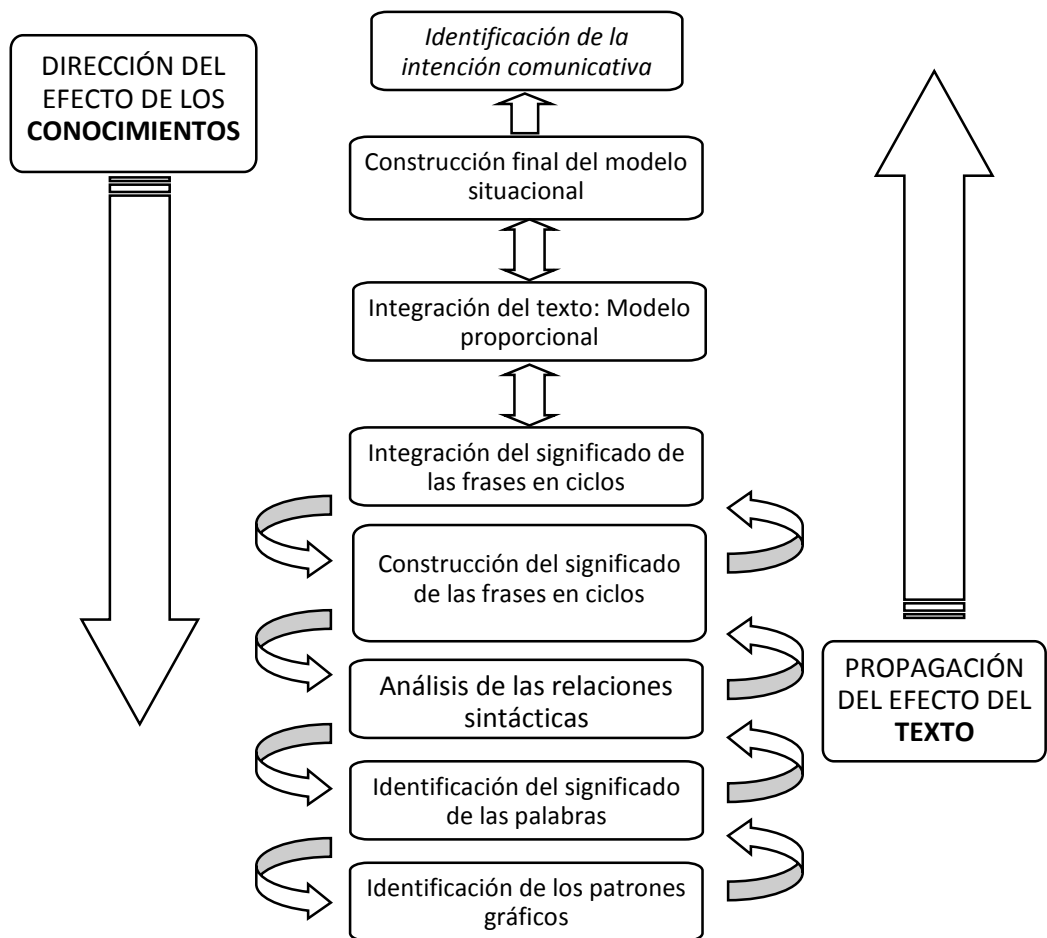 Identificación de la
intención comunicativa
DIRECCIÓN DEL
EFECTO DE LOS
CONOCIMIENTOS
Construcción final del modelo
situacional
Integración del texto: Modelo
proporcional
Integración del significado de
las frases en ciclos
Construcción del significado
de las frases en ciclos
Análisis de las relaciones
sintácticas
PROPAGACIÓN
DEL EFECTO DEL
TEXTO
Identificación del significado
de las palabras
Identificación de los patrones
gráficos